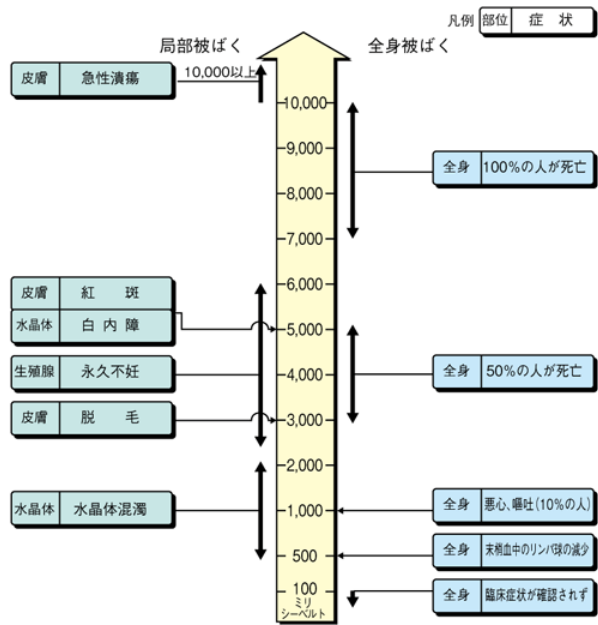 凡例 部位 症 状
局部被ばく 全身被ばく
皮膚 急性潰瘍 10,000以上
10,000
9,000
全身 100%の人が死亡
8,000
7,000
6,000
皮膚 紅 斑
水晶体 白 内 障
5,000
生殖腺 永久不妊
4,000
全身 50%の人が死亡
皮膚 脱 毛
3,000
2,000
水晶体 水晶体混濁
1,000
全身 悪心、嘔吐(10%の人)
500
全身 末梢血中のリンパ球の減少
100
ミリ
シーベルト
全身 臨床症状が確認されず